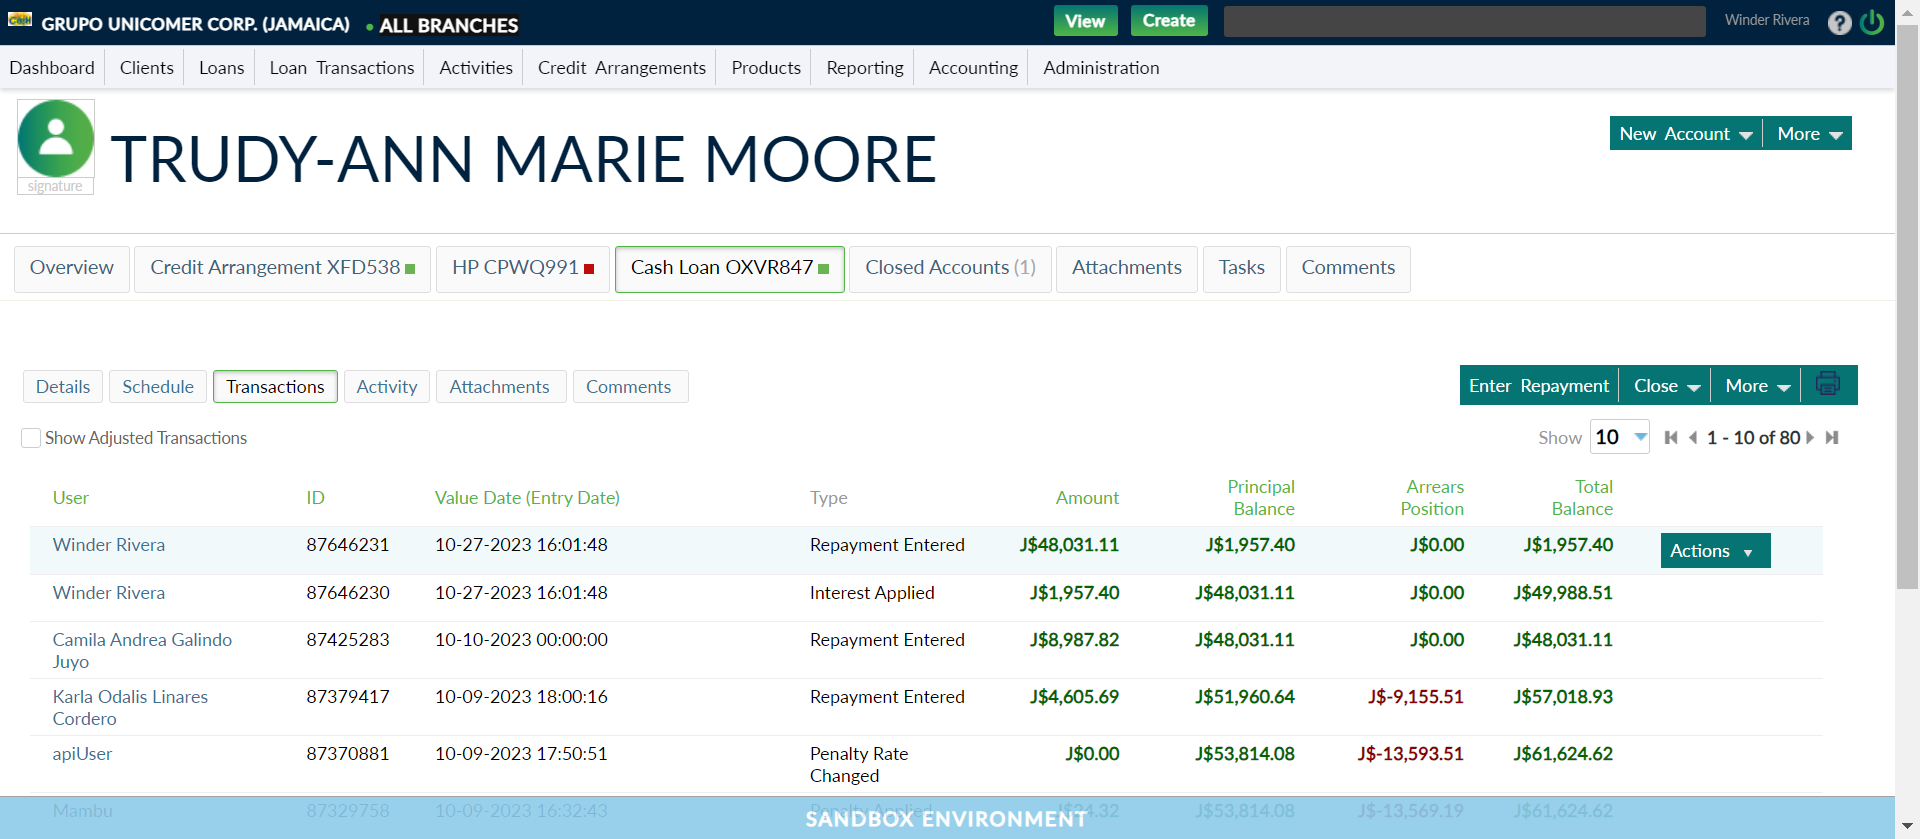 Cash
GRUPO UNICOMER CORP. (JAMAICA)
ALL BRANCHES
View
Create
Winder Rivera
?
Dashboard
Clients
Loans
Loan Transactions
Activities
Credit Arrangements
Products
Reporting
Accounting
Administration
signature
TRUDY-ANN MARIE MOORE
New Account
More
Overview
Credit Arrangement XFD538
HP CPWQ991
Cash Loan OXVR847
Closed Accounts (1)
Attachments
Tasks
Comments
Details
Schedule
Transactions
Activity
Attachments
Comments
Enter Repayment
Close
More
Show Adjusted Transactions
Show
10
1 - 10 of 80
User
ID
Value Date (Entry Date)
Type
Amount
Principal
Balance
Arrears
Position
Total
Balance
Winder Rivera
87646231
10-27-2023 16:01:48
Repayment Entered
J$48,031.11
J$1,957.40
J$0.00
J$1,957.40
Actions
Winder Rivera
87646230
10-27-2023 16:01:48
Interest Applied
J$1,957.40
J$48,031.11
J$0.00
J$49,988.51
Camila Andrea Galindo
Juyo
87425283
10-10-2023 00:00:00
Repayment Entered
J$8,987.82
J$48,031.11
J$0.00
J$48,031.11
Karla Odalis Linares
Cordero
87379417
10-09-2023 18:00:16
Repayment Entered
J$4,605.69
J$51,960.64
J$-9,155.51
J$57,018.93
apiUser
87370881
10-09-2023 17:50:51
Penalty Rate
Changed
J$0.00
J$53,814.08
J$-13,593.51
J$61,624.62
Mambu
87329758
10-09-2023 16:32:43
Penalty Applied
J$24.32
J$53,814.08
J$-13,569.19
J$61,624.62
SANDBOX ENVIRONMENT